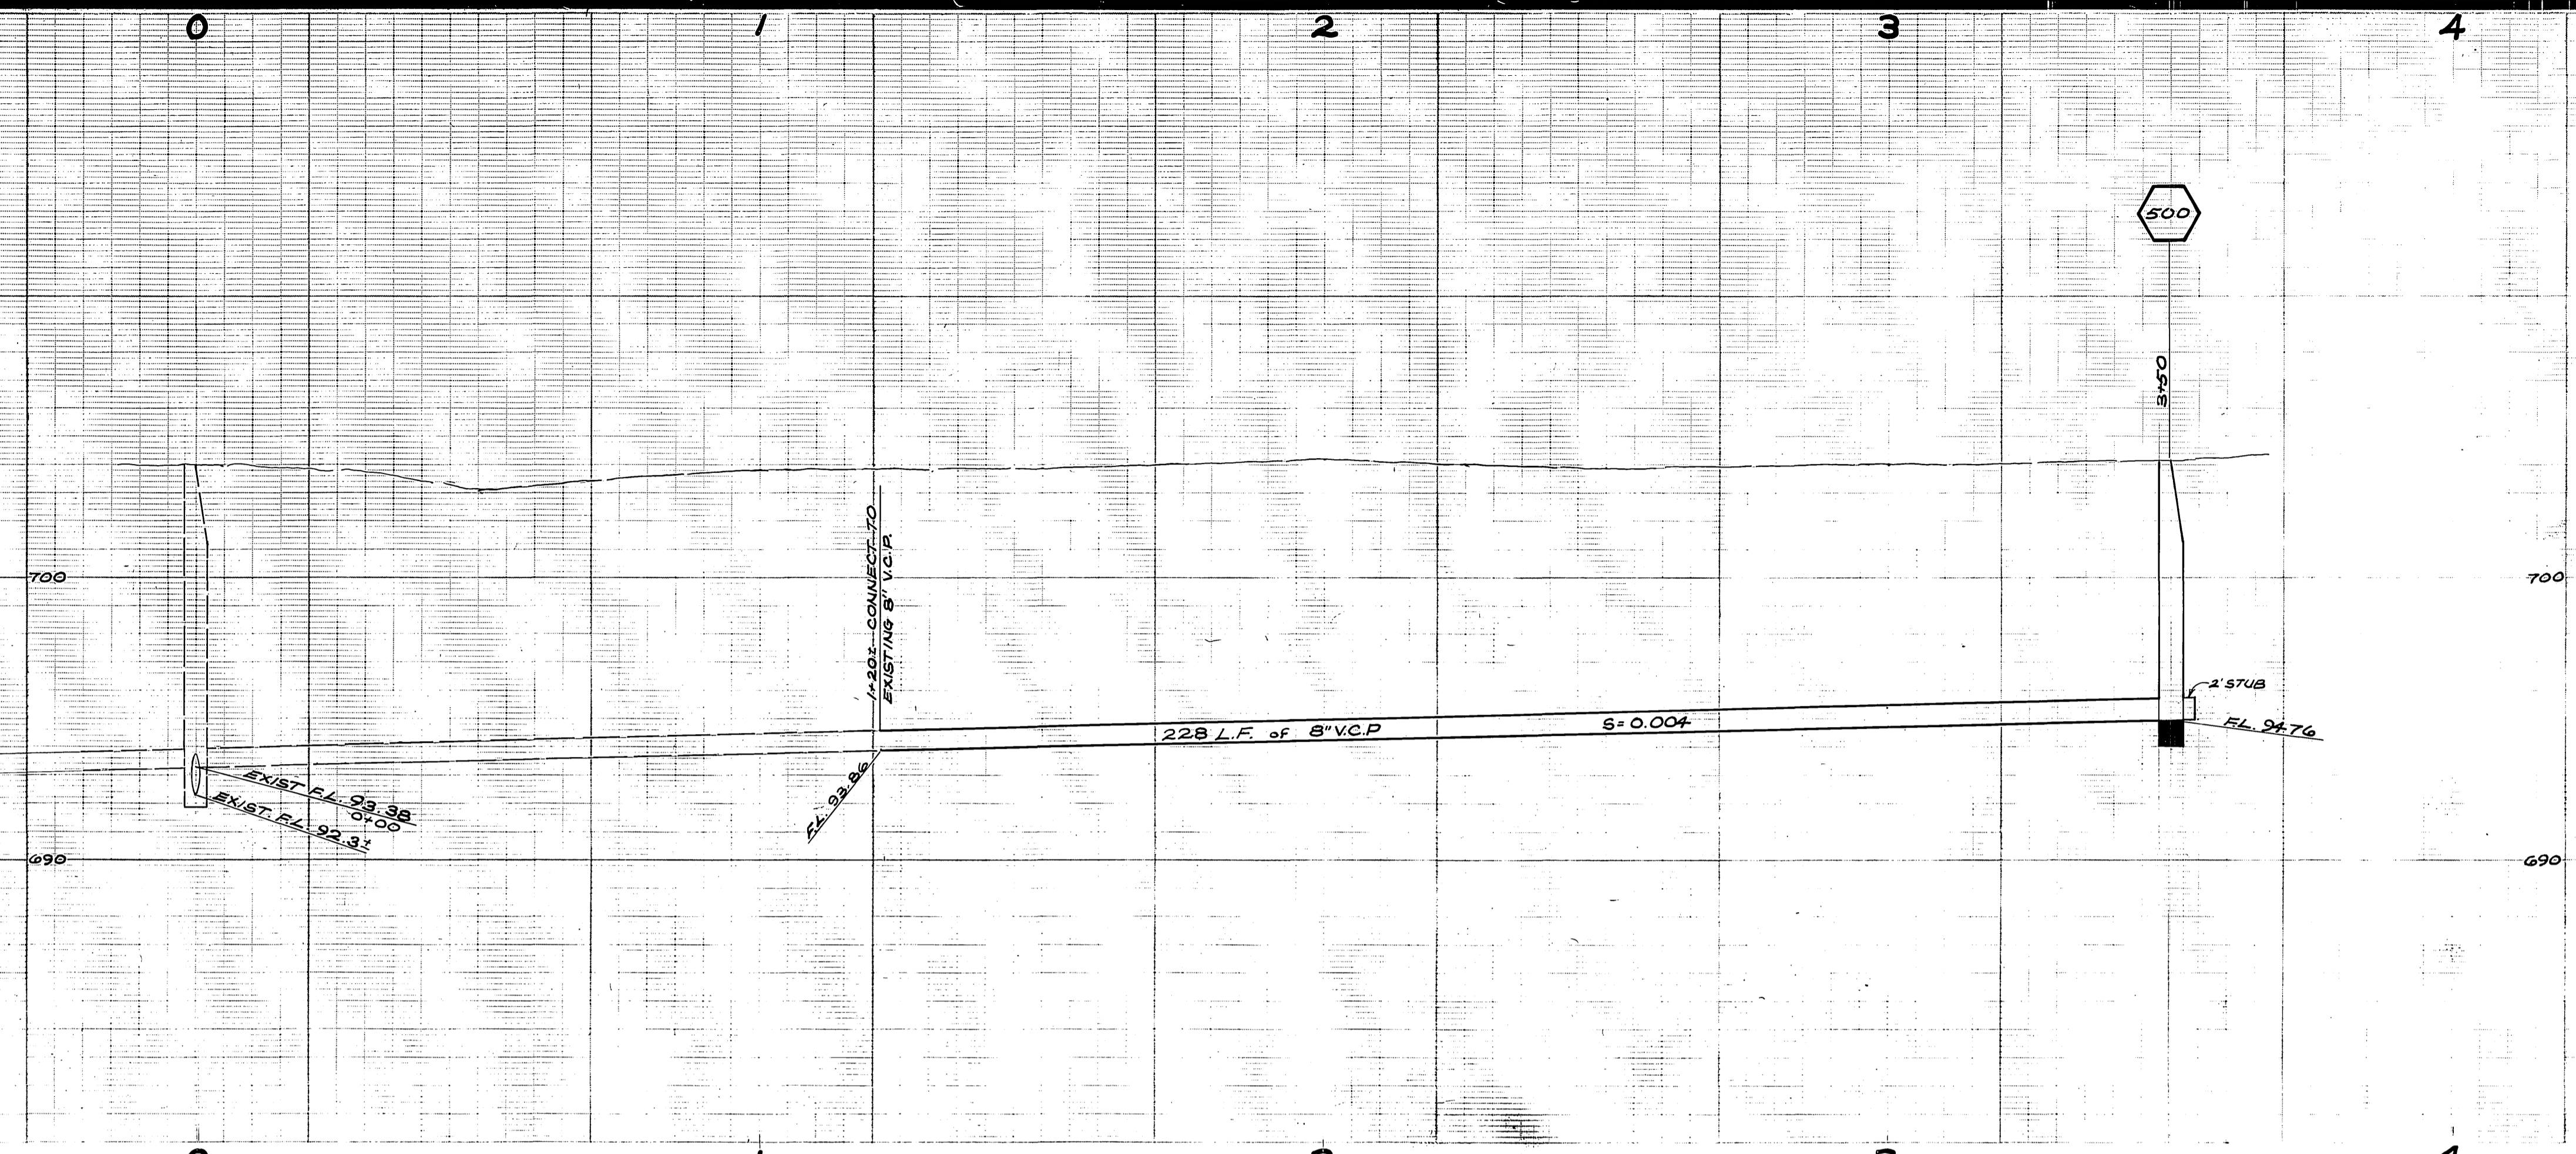 0 1 2 3 4
500
3+50
1+20± CONNECT TO
EXISTING 8" V.C.P.
700 700
2' STUB
228 L.F. of 8" V.C.P
S= 0.004
F.L. 94.76
EXIST F.L. 93.38
0+00
EXIST. F.L. 92.3±
F.L. 93.86
690 690